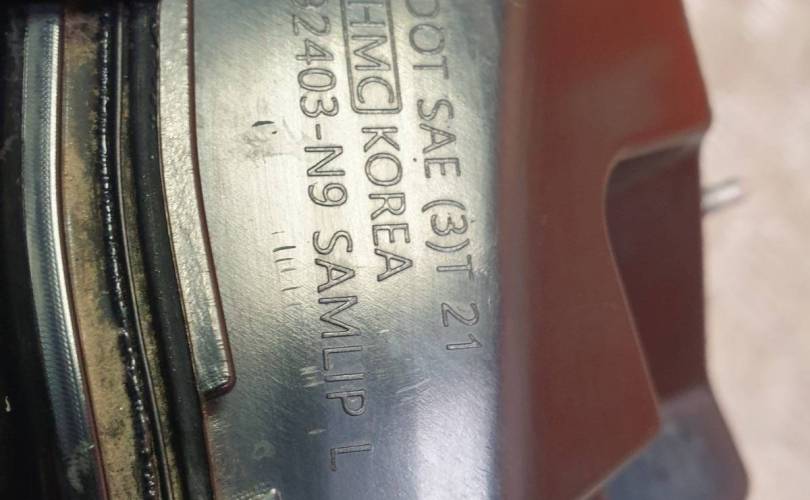 DOT SAE (3)T 21
HMC KOREA
92403-N9 SAMLIP L